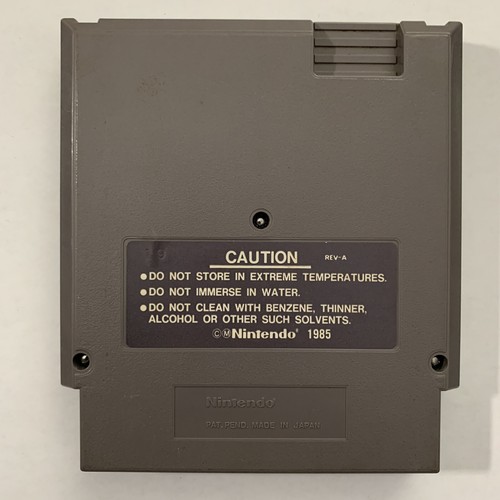 CAUTION REV-A
●DO NOT STORE IN EXTREME TEMPERATURES.
●DO NOT IMMERSE IN WATER.
●DO NOT CLEAN WITH BENZENE, THINNER,
ALCOHOL OR OTHER SUCH SOLVENTS.
©ⓂNintendo® 1985
Nintendo®
PAT. PEND. MADE IN JAPAN